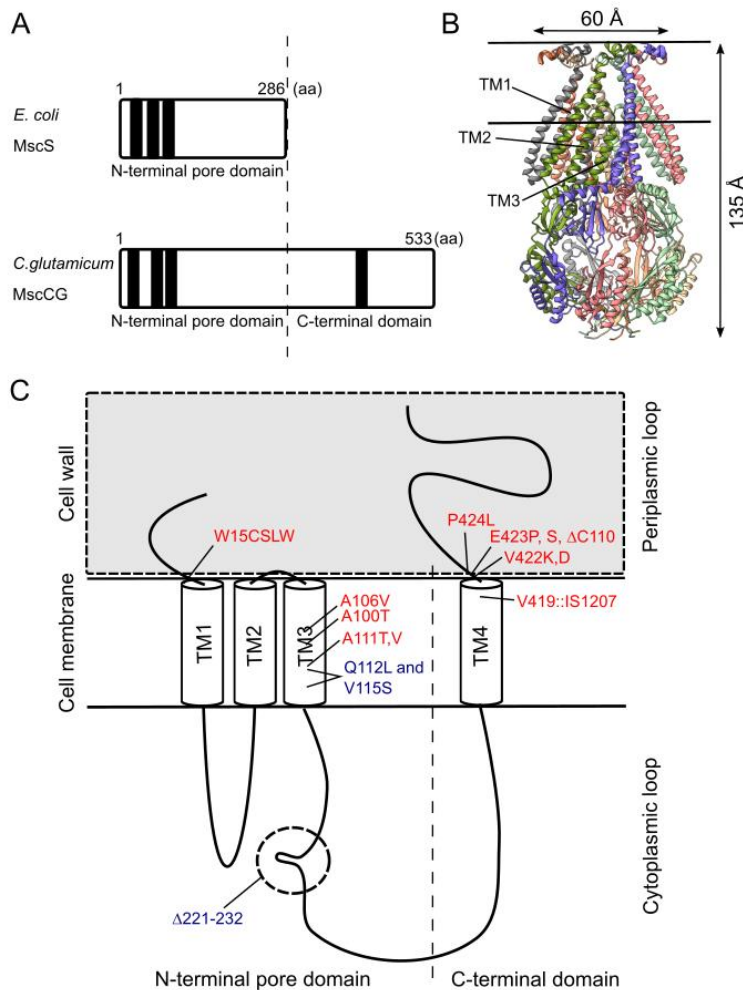 A
1
286 (aa)
E. coli
MscS
N-terminal pore domain
1
533 (aa)
C.glutamicum
MscCG
N-terminal pore domain
C-terminal domain
B
60 Å
TM1
TM2
TM3
135 Å
C
Cell wall
Periplasmic loop
W15CSLW
P424L
E423P, S, ΔC110
V422K,D
V419::IS1207
Cell membrane
TM1
TM2
TM3
TM4
A106V
A100T
A111T,V
Q112L and
V115S
Cytoplasmic loop
Δ221-232
N-terminal pore domain
C-terminal domain